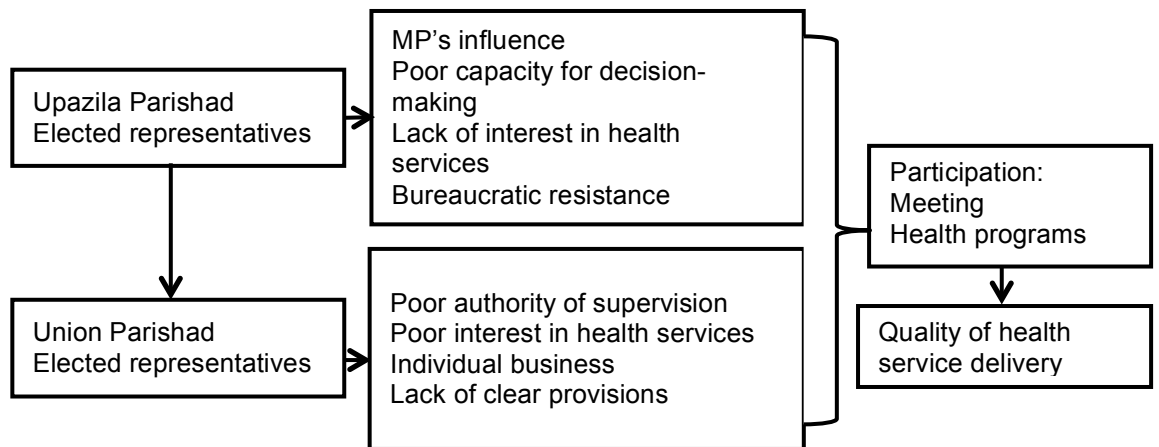 Upazila Parishad
Elected representatives
MP's influence
Poor capacity for decision-
making
Lack of interest in health
services
Bureaucratic resistance
Union Parishad
Elected representatives
Poor authority of supervision
Poor interest in health services
Individual business
Lack of clear provisions
Participation:
Meeting
Health programs
Quality of health
service delivery